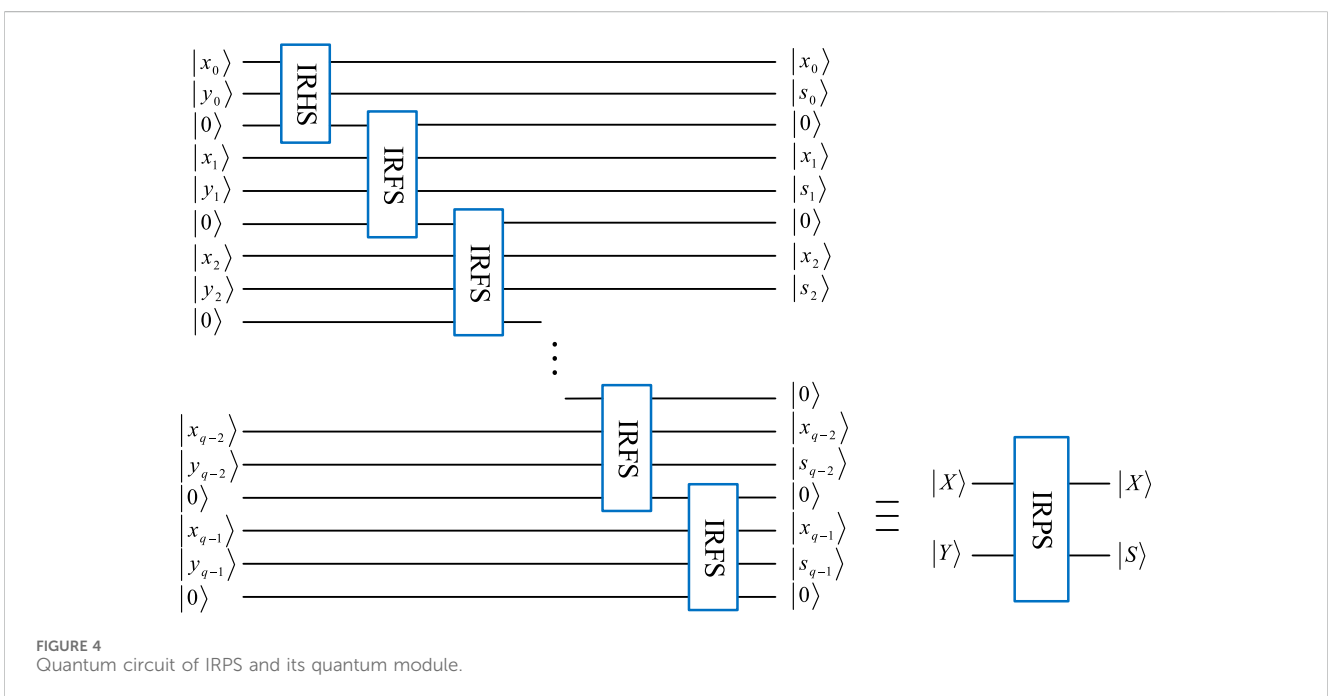 |x₀⟩ IRHS |x₀⟩
|y₀⟩ |s₀⟩
|0⟩ IRFS |0⟩
|x₁⟩ |x₁⟩
|y₁⟩ |s₁⟩
|0⟩ IRFS |0⟩
|x₂⟩ |x₂⟩
|y₂⟩ |s₂⟩
|0⟩
⋮
IRFS |0⟩
|x_{q-2}⟩ |x_{q-2}⟩
|y_{q-2}⟩ |s_{q-2}⟩
|0⟩ IRFS |0⟩
|x_{q-1}⟩ |x_{q-1}⟩
|y_{q-1}⟩ |s_{q-1}⟩
|0⟩ |0⟩
≡
|X⟩ IRPS |X⟩
|Y⟩ |S⟩
FIGURE 4
Quantum circuit of IRPS and its quantum module.